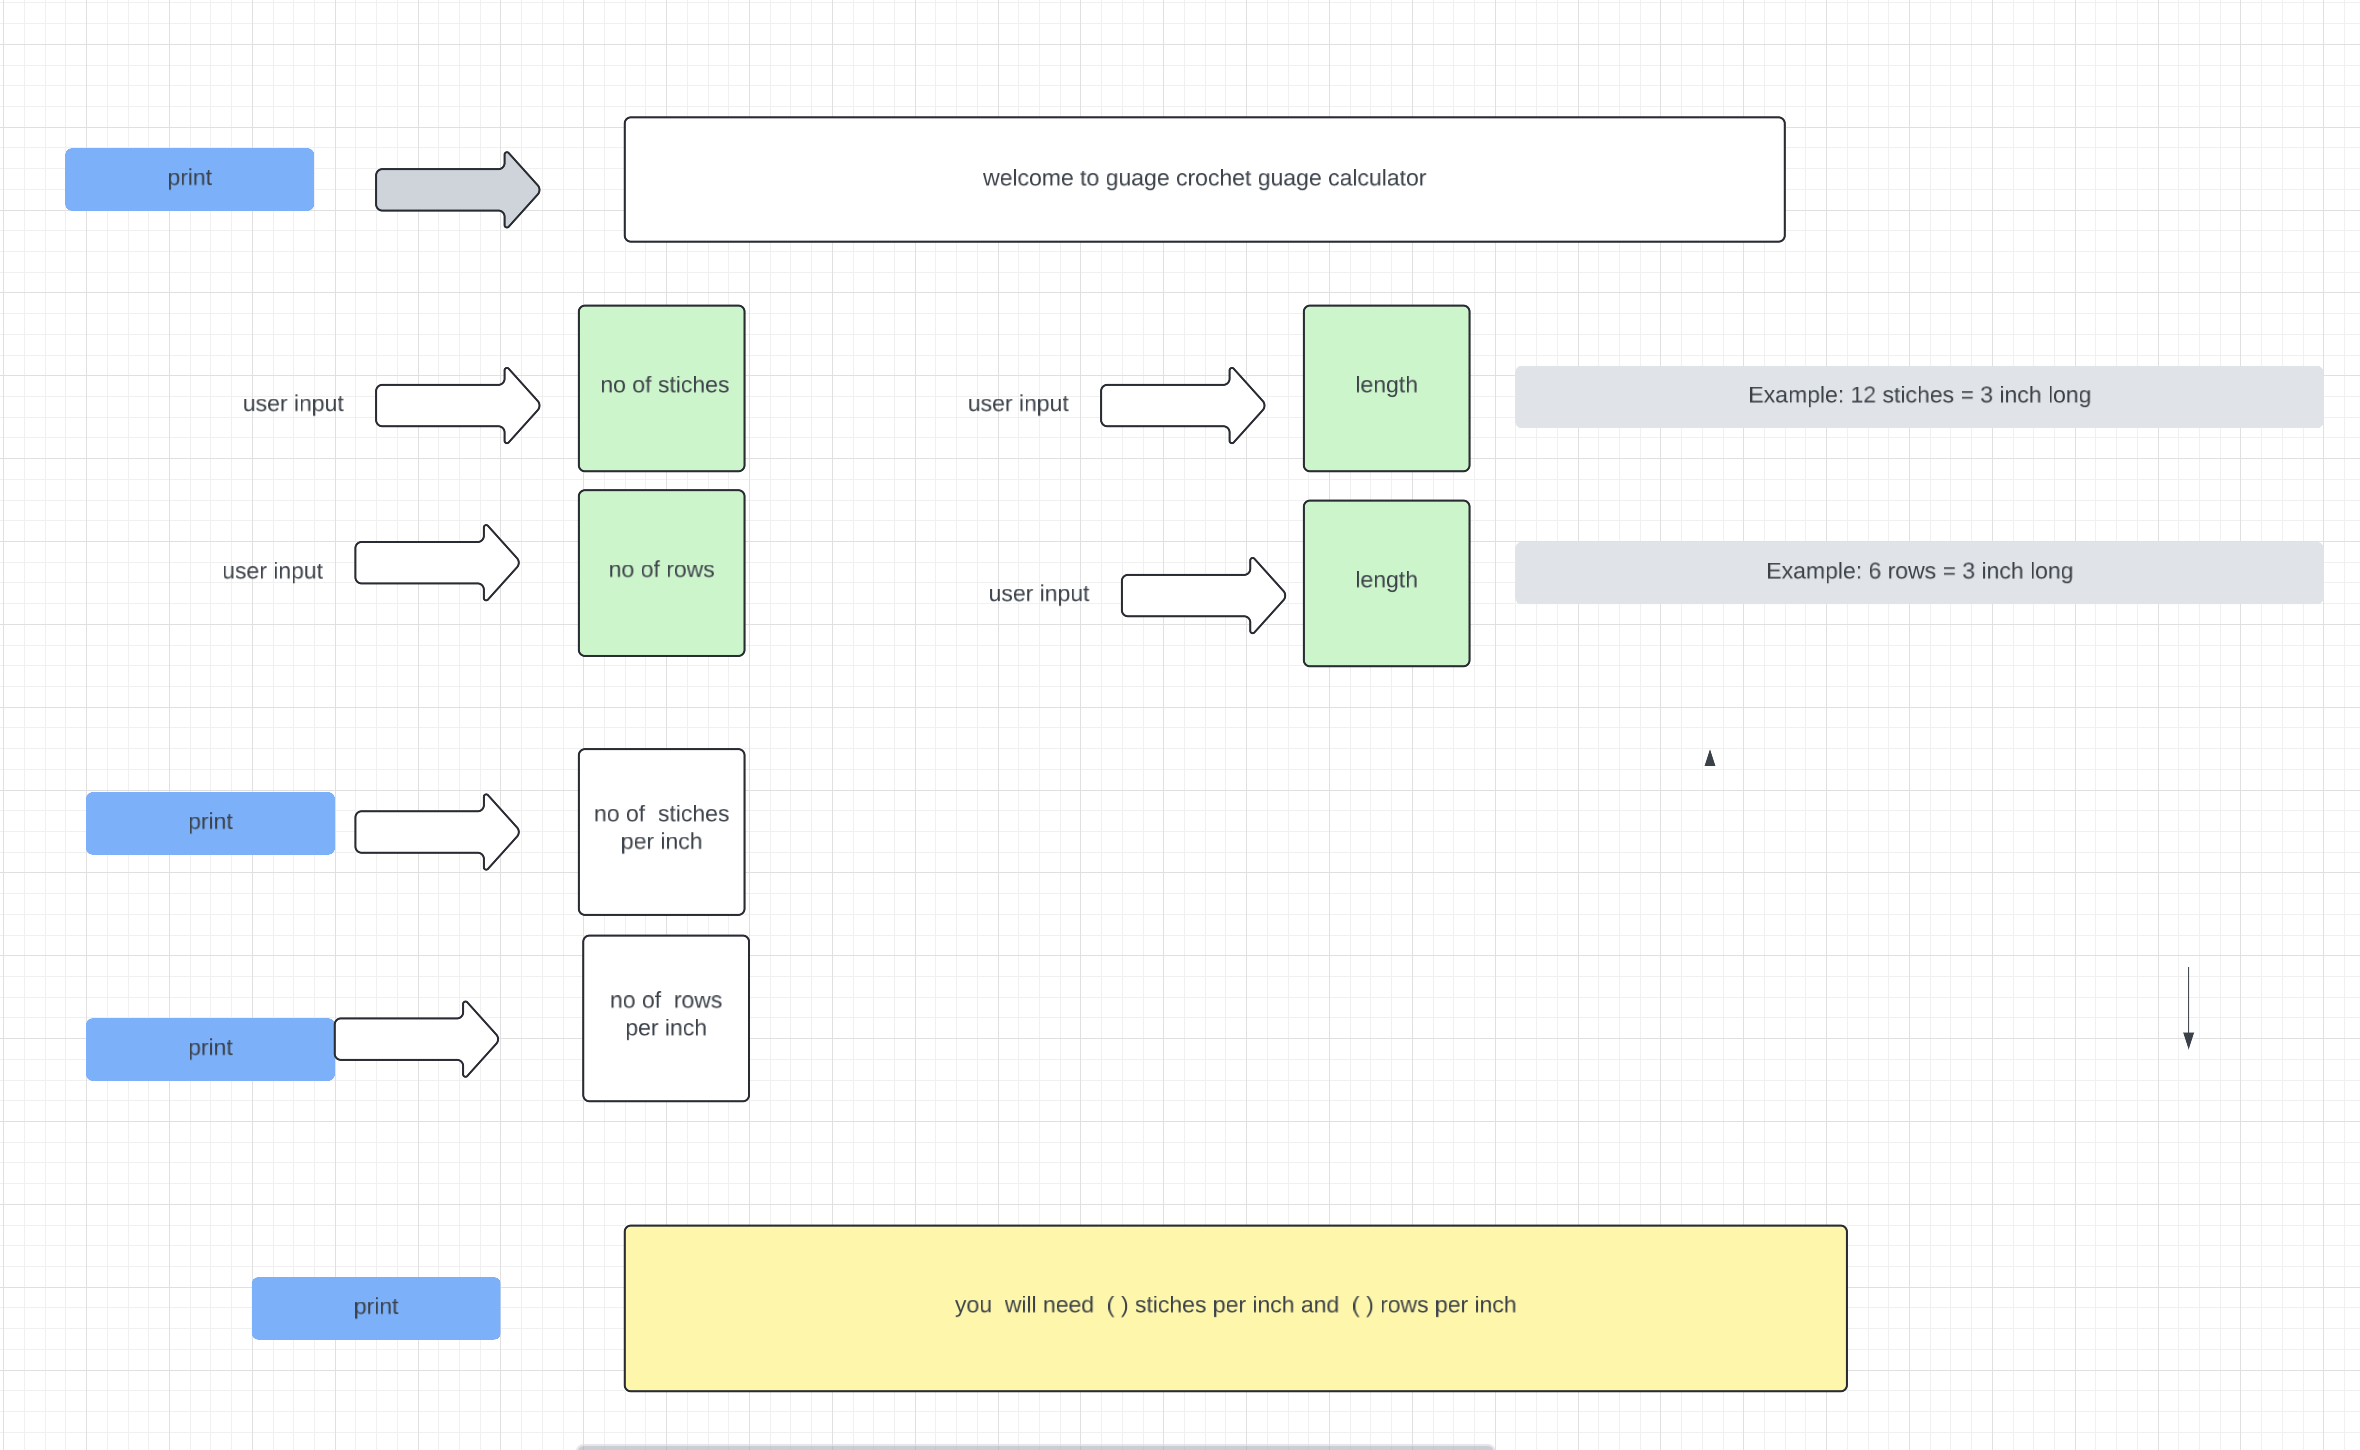 print
welcome to guage crochet guage calculator
user input
no of stiches
user input
length
Example: 12 stiches = 3 inch long
user input
no of rows
user input
length
Example: 6 rows = 3 inch long
print
no of  stiches
per inch
print
no of  rows
per inch
print
you  will need  ( ) stiches per inch and  ( ) rows per inch